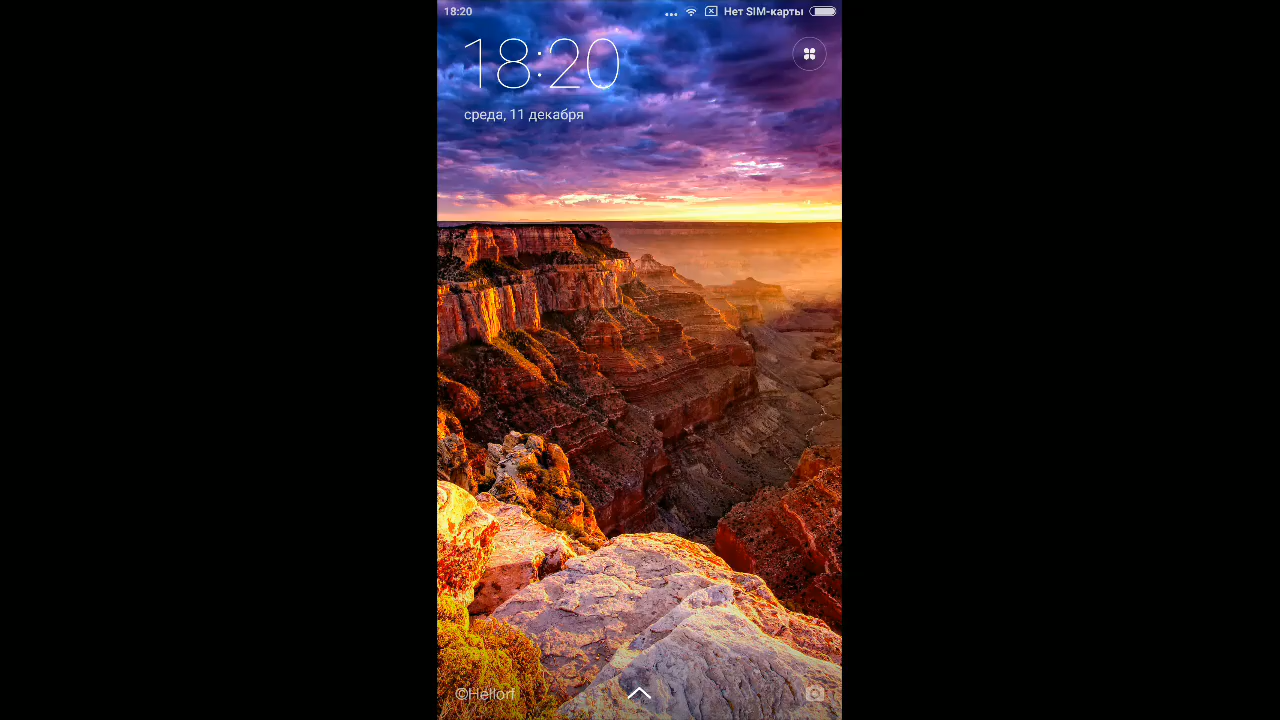 18:20
Нет SIM-карты
18:20
среда, 11 декабря
©Hellorf